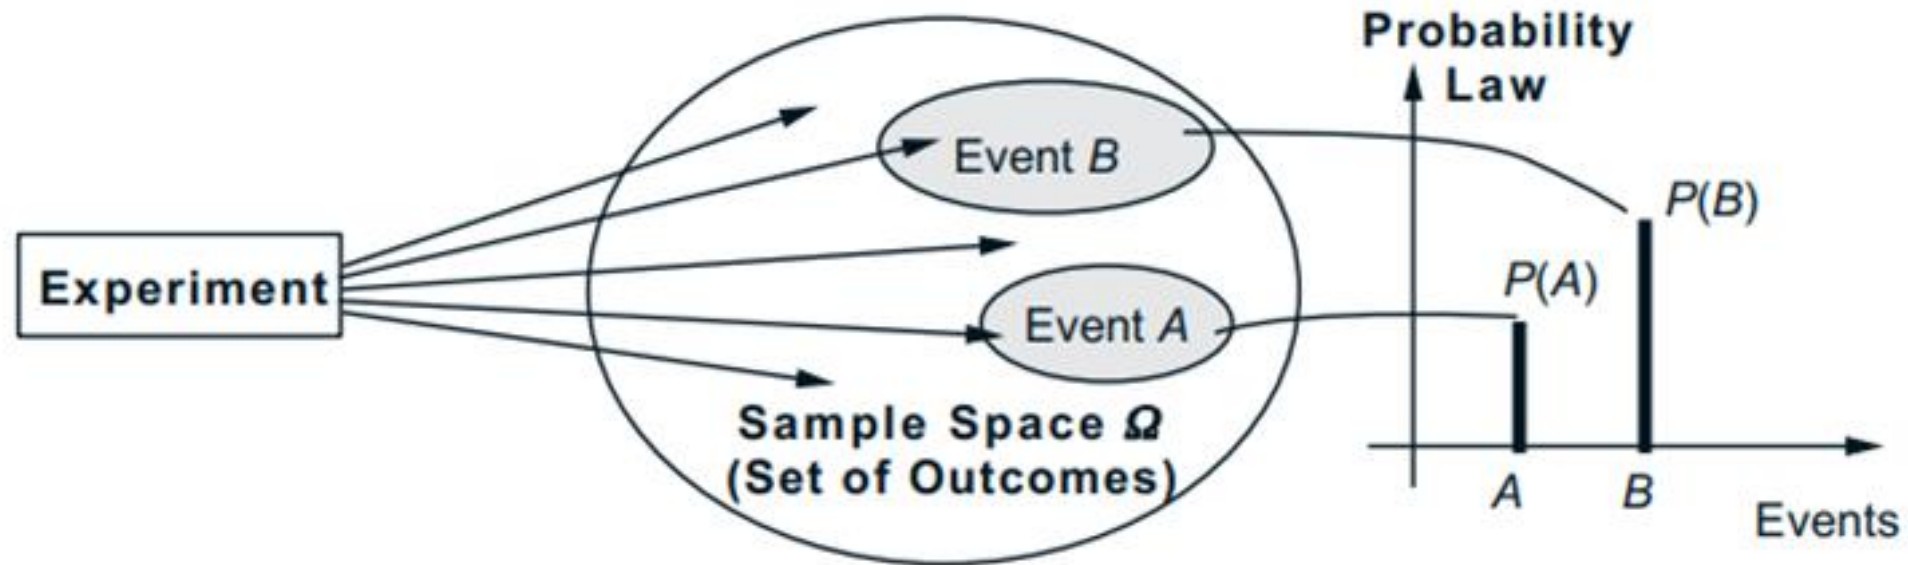 Experiment
Event B
Event A
Sample Space Ω
(Set of Outcomes)
Probability
Law
P(B)
P(A)
A
B
Events